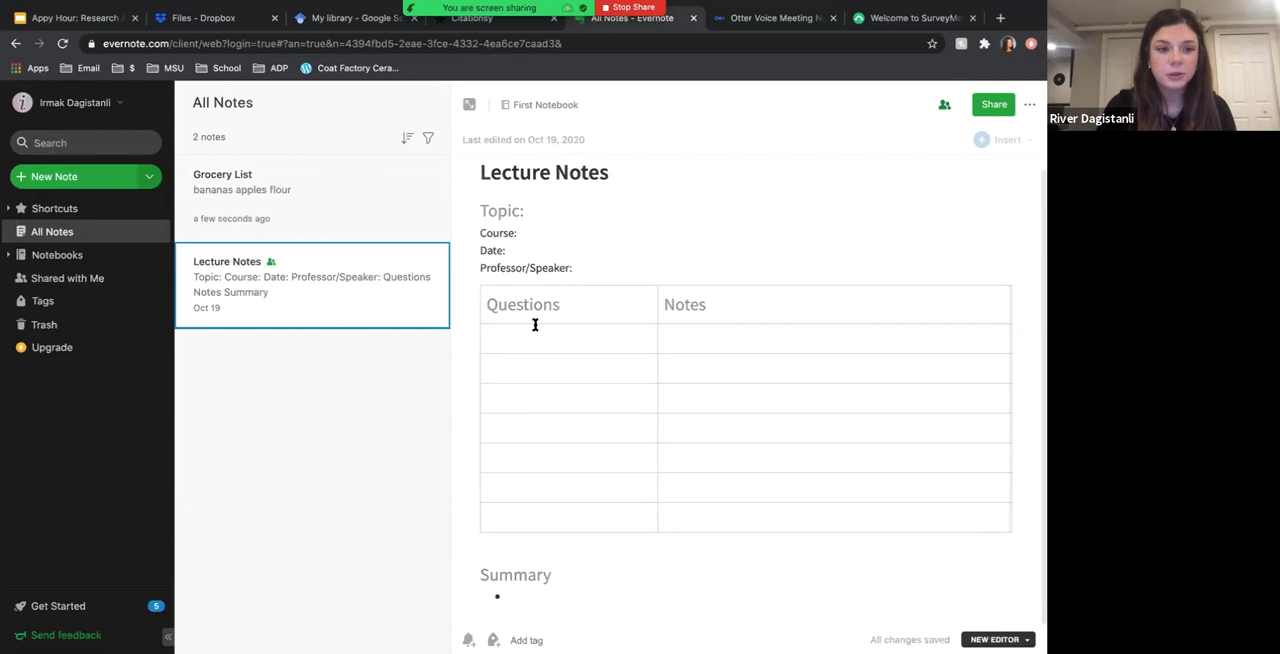 You are screen sharing
Stop Share
Appy Hour: Research
Files - Dropbox
My library - Google Sc
Citationsy
All Notes - Evernote
Otter Voice Meeting N
Welcome to SurveyMo
evernote.com/client/web?login=true#?an=true&n=4394fbd5-2eae-3fce-4332-4ea6ce7caad3&
Apps
Email
$
MSU
School
ADP
Coat Factory Cera...
River Dagistanli
Irmak Dagistanli
Search
New Note
Shortcuts
All Notes
Notebooks
Shared with Me
Tags
Trash
Upgrade
Get Started
5
Send feedback
All Notes
2 notes
Grocery List
bananas apples flour
a few seconds ago
Lecture Notes
Topic: Course: Date: Professor/Speaker: Questions
Notes Summary
Oct 19
First Notebook
Share
Last edited on Oct 19, 2020
Insert
Lecture Notes
Topic:
Course:
Date:
Professor/Speaker:
Questions
Notes
Summary
Add tag
All changes saved
NEW EDITOR